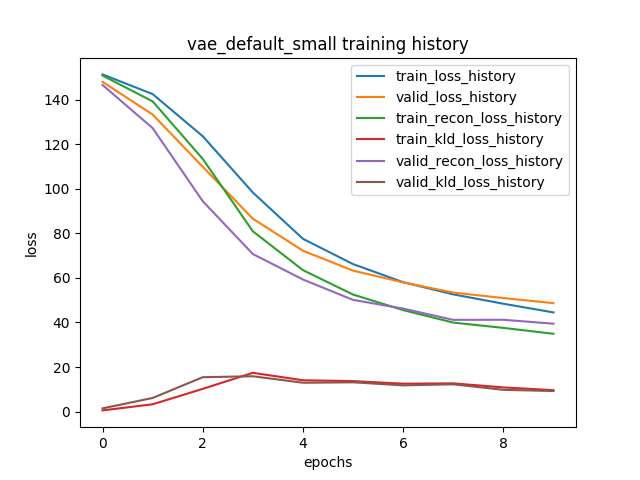 vae_default_small training history
train_loss_history
valid_loss_history
train_recon_loss_history
train_kld_loss_history
valid_recon_loss_history
valid_kld_loss_history
loss
140
120
100
80
60
40
20
0
0 2 4 6 8
epochs